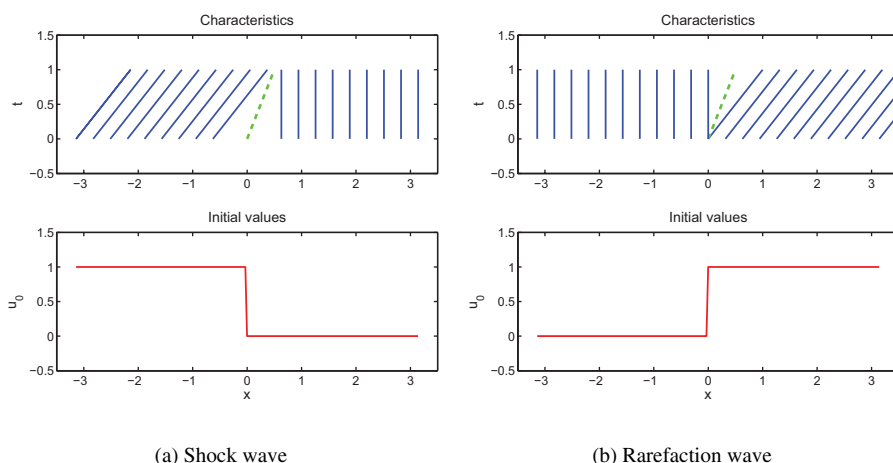 Characteristics
1.5
1
0.5
0
−0.5
t
−3 −2 −1 0 1 2 3
Initial values
1.5
1
0.5
0
−0.5
u0
−3 −2 −1 0 1 2 3
x
(a) Shock wave
Characteristics
1.5
1
0.5
0
−0.5
t
−3 −2 −1 0 1 2 3
Initial values
1.5
1
0.5
0
−0.5
u0
−3 −2 −1 0 1 2 3
x
(b) Rarefaction wave